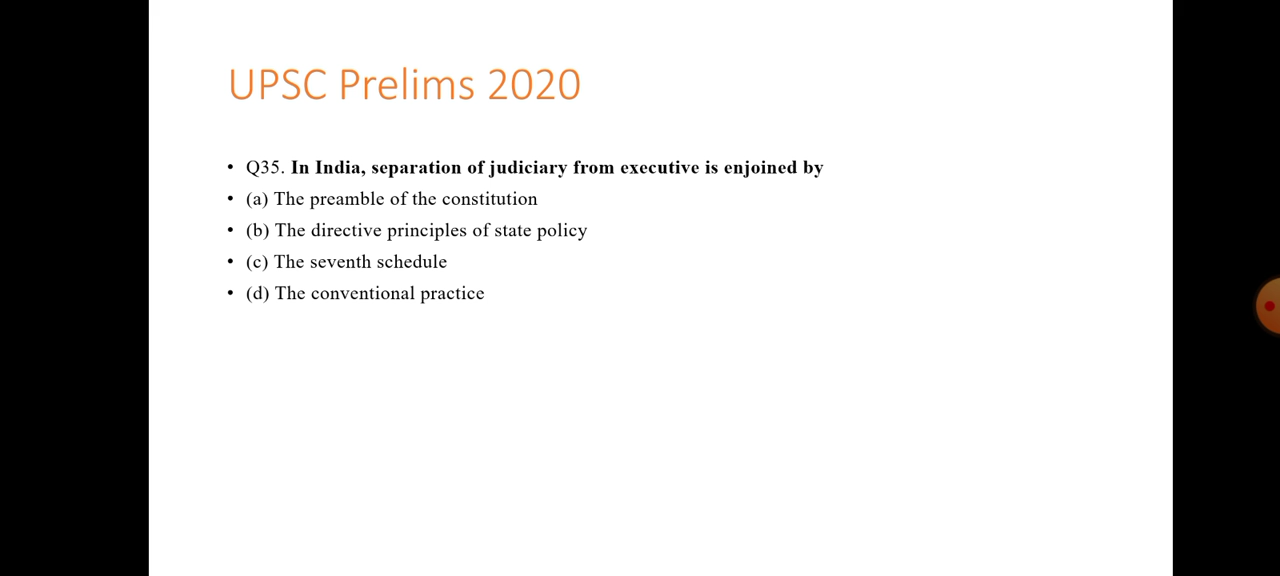 UPSC Prelims 2020
• Q35. In India, separation of judiciary from executive is enjoined by
• (a) The preamble of the constitution
• (b) The directive principles of state policy
• (c) The seventh schedule
• (d) The conventional practice